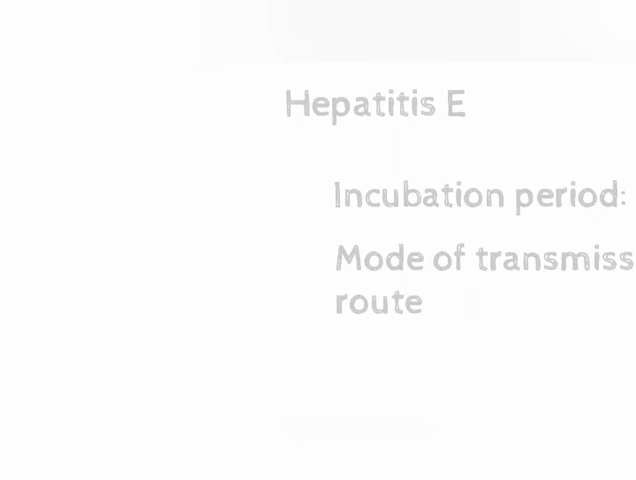 Hepatitis E
Incubation period:
Mode of transmiss
route